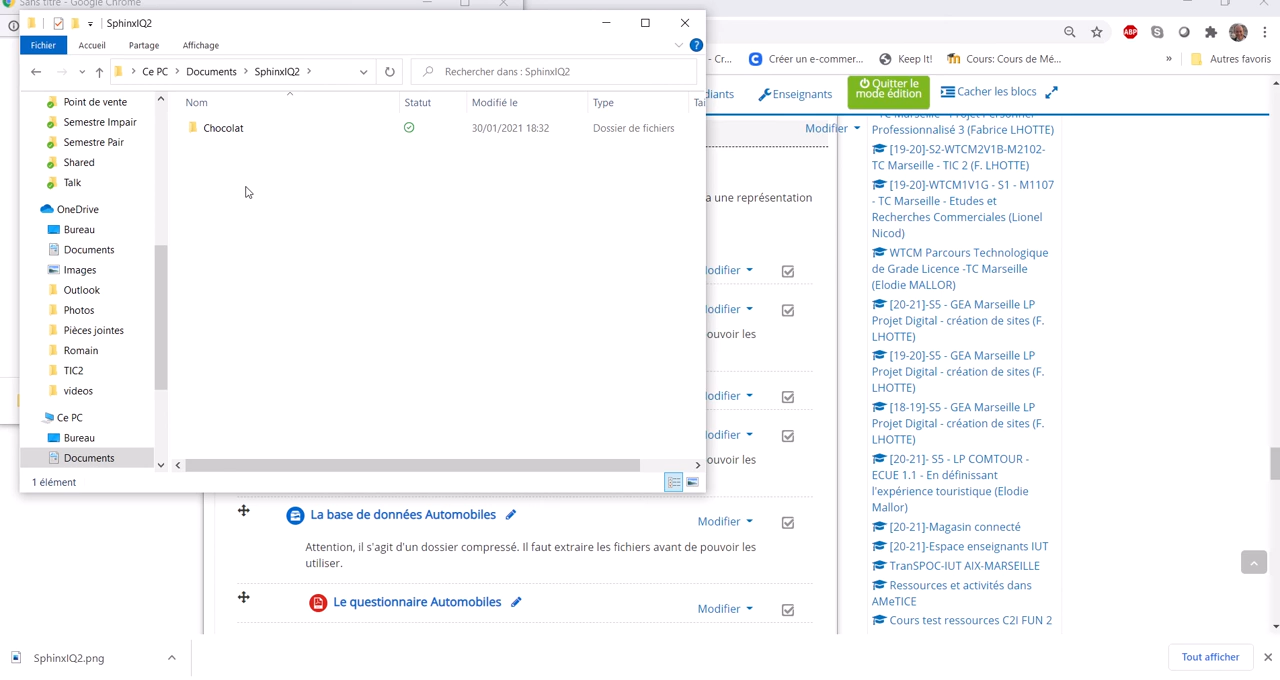 Sans titre - Google Chrome
SphinxIQ2
Fichier
Accueil
Partage
Affichage
Ce PC
Documents
SphinxIQ2
Rechercher dans : SphinxIQ2
Point de vente
Semestre Impair
Semestre Pair
Shared
Talk
OneDrive
Bureau
Documents
Images
Outlook
Photos
Pièces jointes
Romain
TIC2
videos
Ce PC
Bureau
Documents
Nom
Statut
Modifié le
Type
Tai
Chocolat
30/01/2021 18:32
Dossier de fichiers
1 élément
ABP
- Cr...
Créer un e-commer...
Keep It!
Cours: Cours de Mé...
»
Autres favoris
diants
Enseignants
Quitter le
mode édition
Cacher les blocs
Modifier
a une représentation
Modifier
Modifier
ouvoir les
Modifier
Modifier
ouvoir les
La base de données Automobiles
Modifier
Attention, il s'agit d'un dossier compressé. Il faut extraire les fichiers avant de pouvoir les
utiliser.
Le questionnaire Automobiles
Modifier
TC Marseille - Projet Personnel
Professionnalisé 3 (Fabrice LHOTTE)
[19-20]-S2-WTCM2V1B-M2102-
TC Marseille - TIC 2 (F. LHOTTE)
[19-20]-WTCM1V1G - S1 - M1107
- TC Marseille - Etudes et
Recherches Commerciales (Lionel
Nicod)
WTCM Parcours Technologique
de Grade Licence -TC Marseille
(Elodie MALLOR)
[20-21]-S5 - GEA Marseille LP
Projet Digital - création de sites (F.
LHOTTE)
[19-20]-S5 - GEA Marseille LP
Projet Digital - création de sites (F.
LHOTTE)
[18-19]-S5 - GEA Marseille LP
Projet Digital - création de sites (F.
LHOTTE)
[20-21]- S5 - LP COMTOUR -
ECUE 1.1 - En définissant
l'expérience touristique (Elodie
Mallor)
[20-21]-Magasin connecté
[20-21]-Espace enseignants IUT
TranSPOC-IUT AIX-MARSEILLE
Ressources et activités dans
AMeTICE
Cours test ressources C2I FUN 2
SphinxIQ2.png
Tout afficher